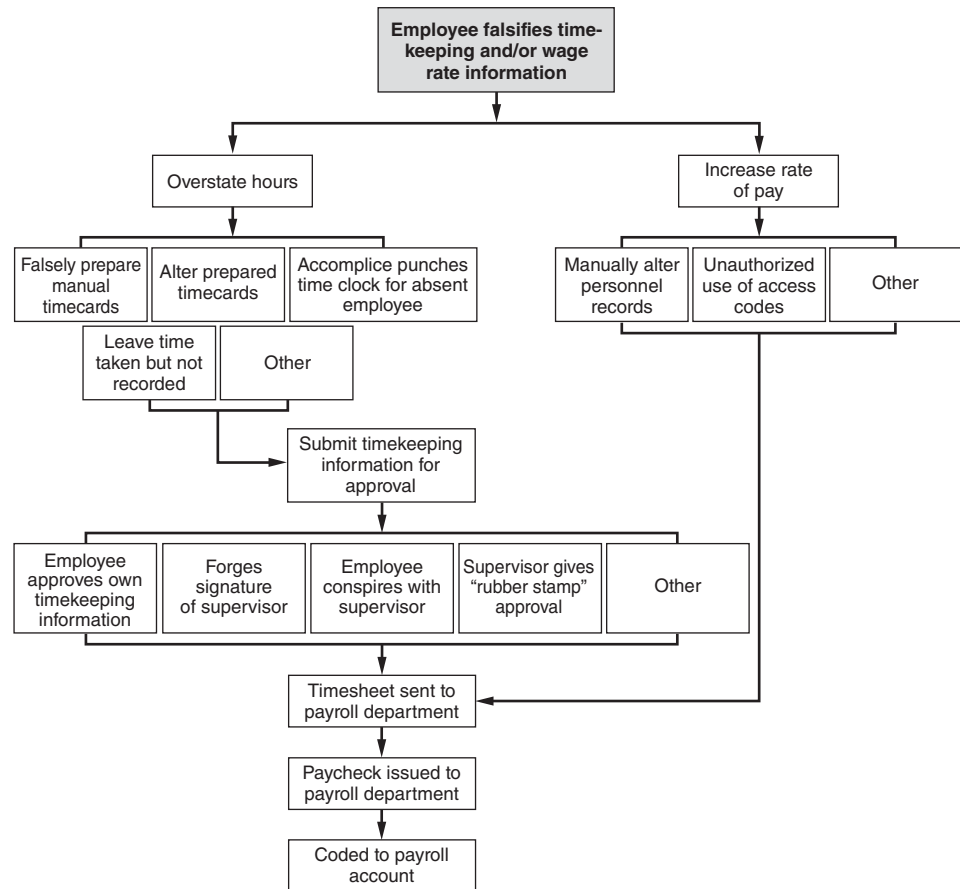 Employee falsifies time-
keeping and/or wage
rate information
Overstate hours
Increase rate
of pay
Falsely prepare
manual
timecards
Alter prepared
timecards
Accomplice punches
time clock for absent
employee
Manually alter
personnel
records
Unauthorized
use of access
codes
Other
Leave time
taken but not
recorded
Other
Submit timekeeping
information for
approval
Employee
approves own
timekeeping
information
Forges
signature
of supervisor
Employee
conspires with
supervisor
Supervisor gives
“rubber stamp”
approval
Other
Timesheet sent to
payroll department
Paycheck issued to
payroll department
Coded to payroll
account